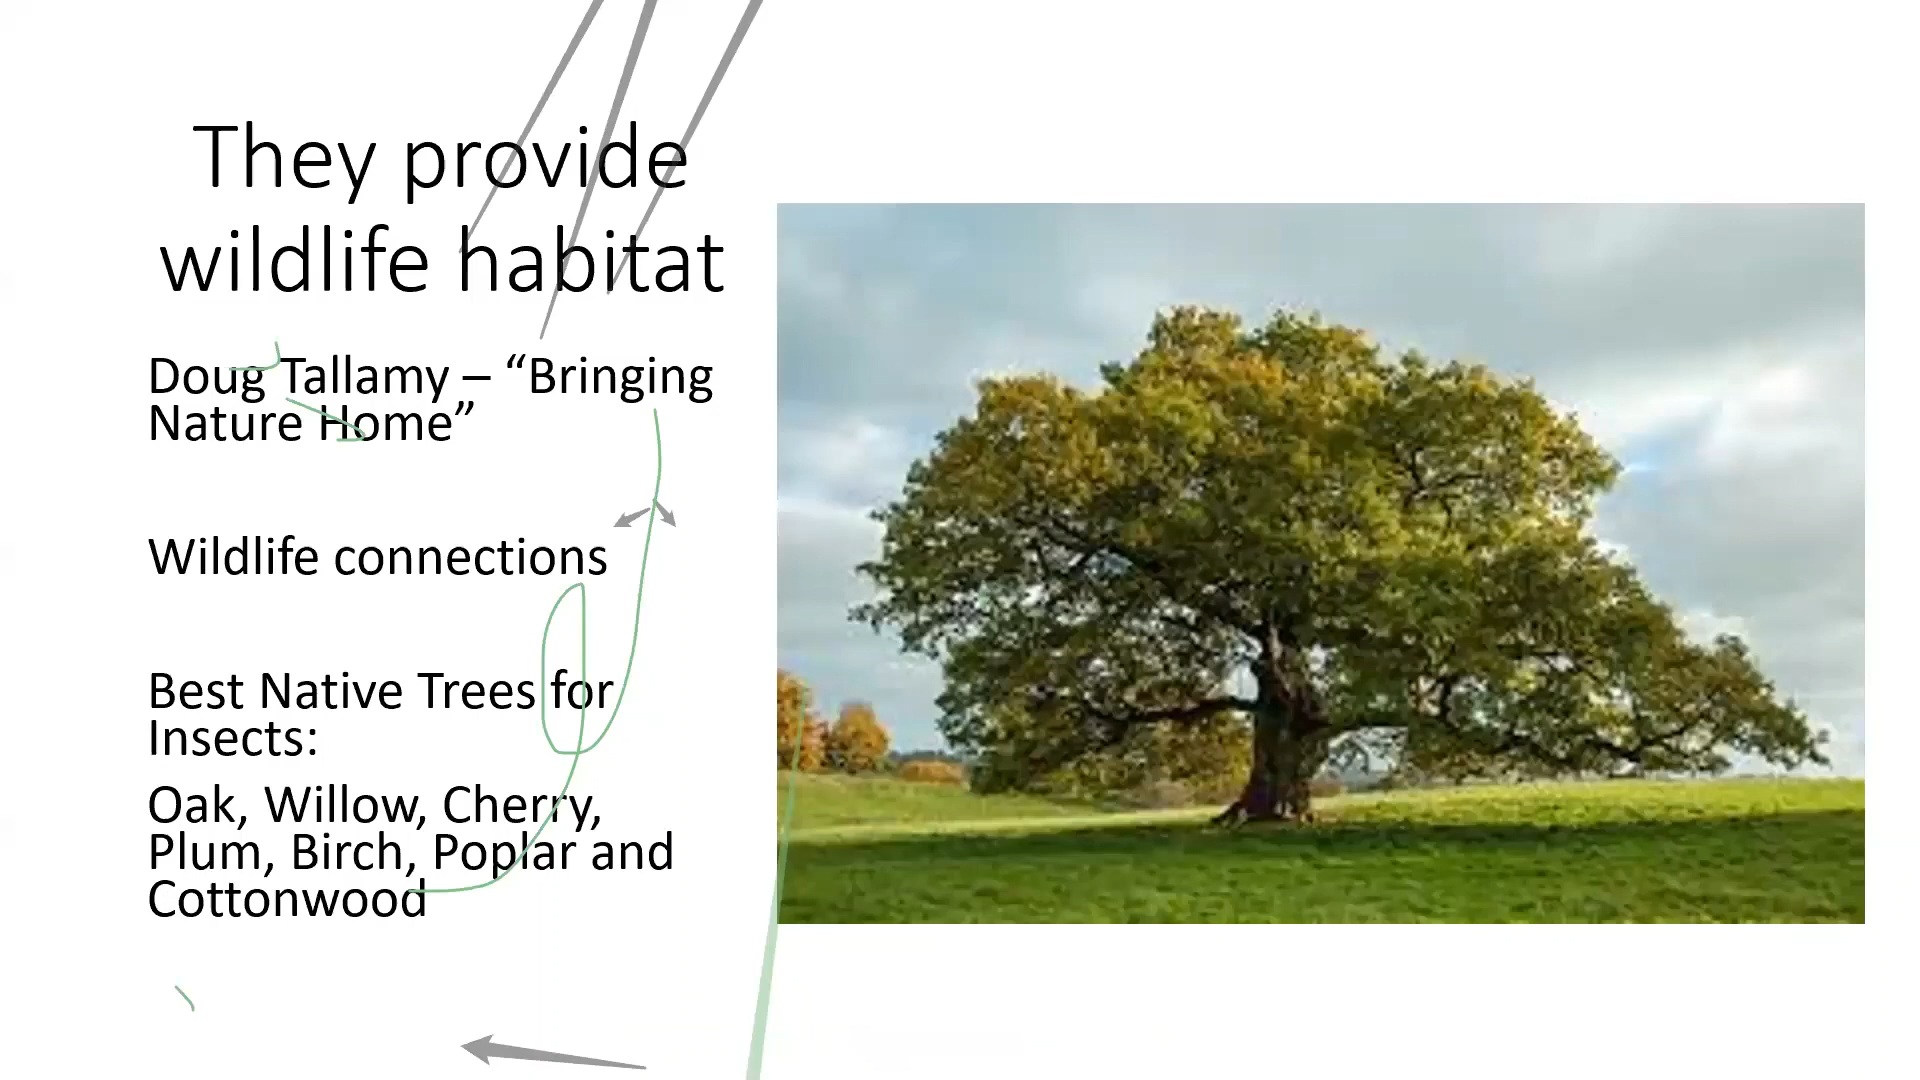 They provide
wildlife habitat
Doug Tallamy – “Bringing
Nature Home”
Wildlife connections
Best Native Trees for
Insects:
Oak, Willow, Cherry,
Plum, Birch, Poplar and
Cottonwood